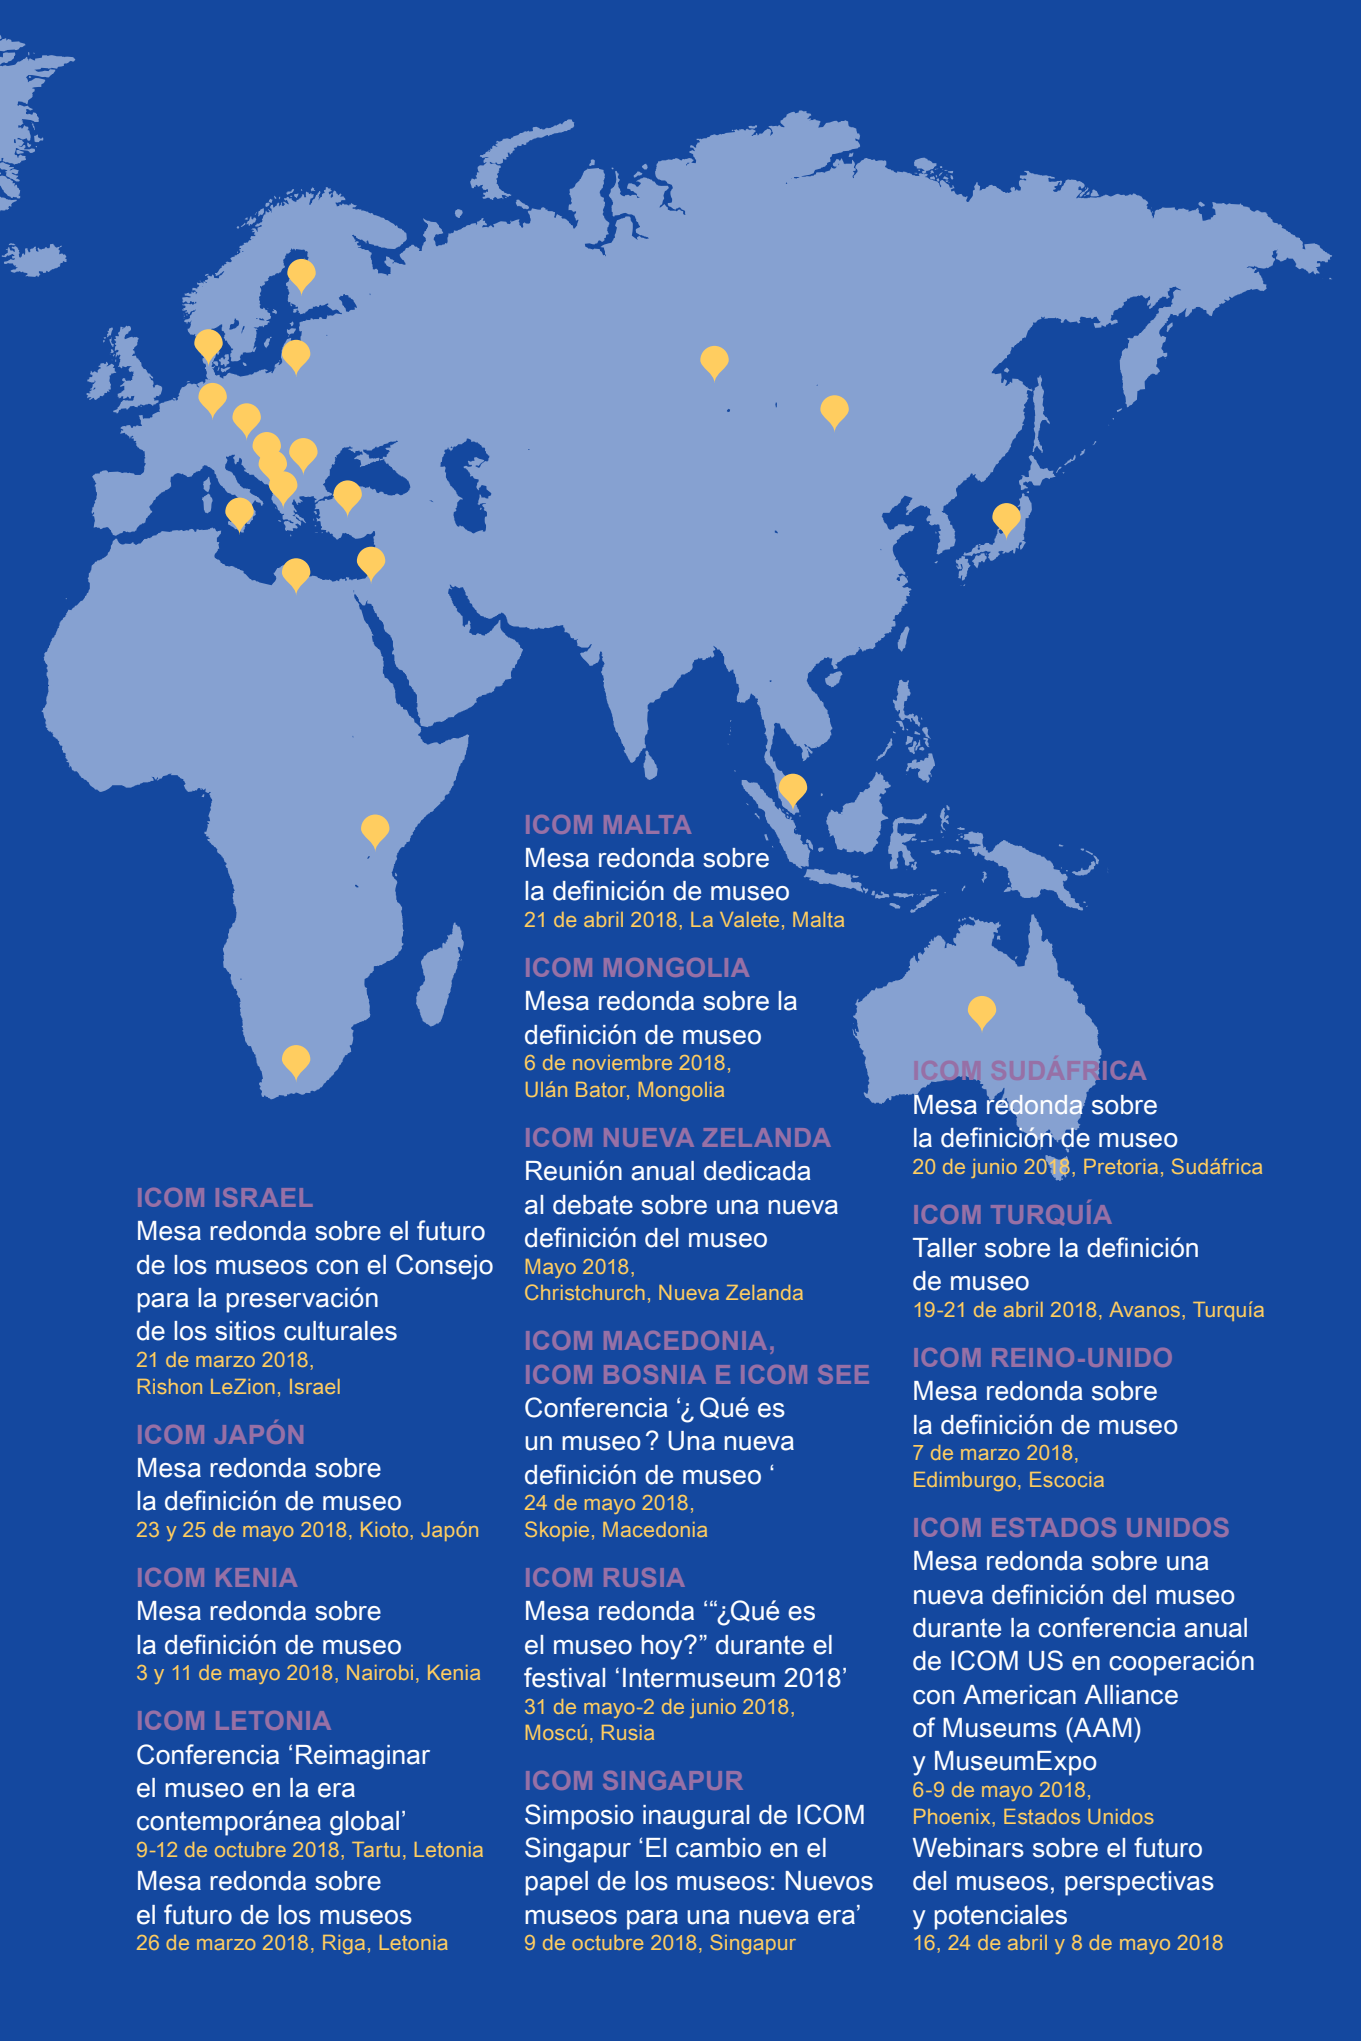 ICOM ISRAEL
Mesa redonda sobre el futuro
de los museos con el Consejo
para la preservación
de los sitios culturales
21 de marzo 2018,
Rishon LeZion, Israel
ICOM JAPÓN
Mesa redonda sobre
la definición de museo
23 y 25 de mayo 2018, Kioto, Japón
ICOM KENIA
Mesa redonda sobre
la definición de museo
3 y 11 de mayo 2018, Nairobi, Kenia
ICOM LETONIA
Conferencia ‘Reimaginar
el museo en la era
contemporánea global’
9-12 de octubre 2018, Tartu, Letonia
Mesa redonda sobre
el futuro de los museos
26 de marzo 2018, Riga, Letonia
ICOM MALTA
Mesa redonda sobre
la definición de museo
21 de abril 2018, La Valete, Malta
ICOM MONGOLIA
Mesa redonda sobre la
definición de museo
6 de noviembre 2018,
Ulán Bator, Mongolia
ICOM NUEVA ZELANDA
Reunión anual dedicada
al debate sobre una nueva
definición del museo
Mayo 2018,
Christchurch, Nueva Zelanda
ICOM MACEDONIA,
ICOM BOSNIA E ICOM SEE
Conferencia ‘¿ Qué es
un museo ? Una nueva
definición de museo ‘
24 de mayo 2018,
Skopie, Macedonia
ICOM RUSIA
Mesa redonda ‘“¿Qué es
el museo hoy?” durante el
festival ‘Intermuseum 2018’
31 de mayo-2 de junio 2018,
Moscú, Rusia
ICOM SINGAPUR
Simposio inaugural de ICOM
Singapur ‘El cambio en el
papel de los museos: Nuevos
museos para una nueva era’
9 de octubre 2018, Singapur
ICOM SUDÁFRICA
Mesa redonda sobre
la definición de museo
20 de junio 2018, Pretoria, Sudáfrica
ICOM TURQUÍA
Taller sobre la definición
de museo
19-21 de abril 2018, Avanos, Turquía
ICOM REINO-UNIDO
Mesa redonda sobre
la definición de museo
7 de marzo 2018,
Edimburgo, Escocia
ICOM ESTADOS UNIDOS
Mesa redonda sobre una
nueva definición del museo
durante la conferencia anual
de ICOM US en cooperación
con American Alliance
of Museums (AAM)
y MuseumExpo
6-9 de mayo 2018,
Phoenix, Estados Unidos
Webinars sobre el futuro
del museos, perspectivas
y potenciales
16, 24 de abril y 8 de mayo 2018